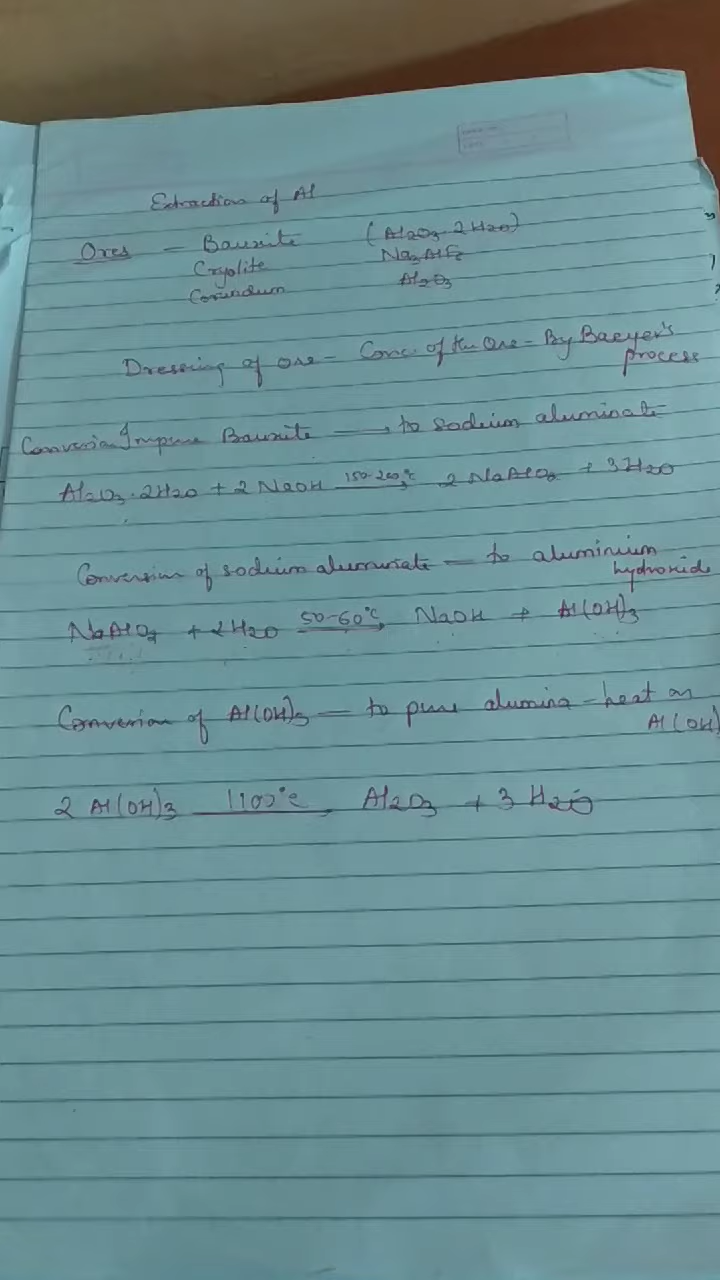 Extraction of Al
Ores — Bauxite (Al2O3 2H2O)
Cryolite Na3AlF6
Corundum Al2O3
Dressing of ore - Conc. of the Ore - By Baeyer's process
Conversion Impure Bauxite → to sodium aluminate
Al2O3.2H2O + 2 NaOH 150-200°C → 2 NaAlO2 + 3H2O
Conversion of sodium aluminate — to aluminium hydroxide
NaAlO2 + 2H2O 50-60°C → NaOH + Al(OH)3
Conversion of Al(OH)3 — to pure alumina - heat on Al(OH)
2 Al(OH)3 1100°C → Al2O3 + 3 H2O